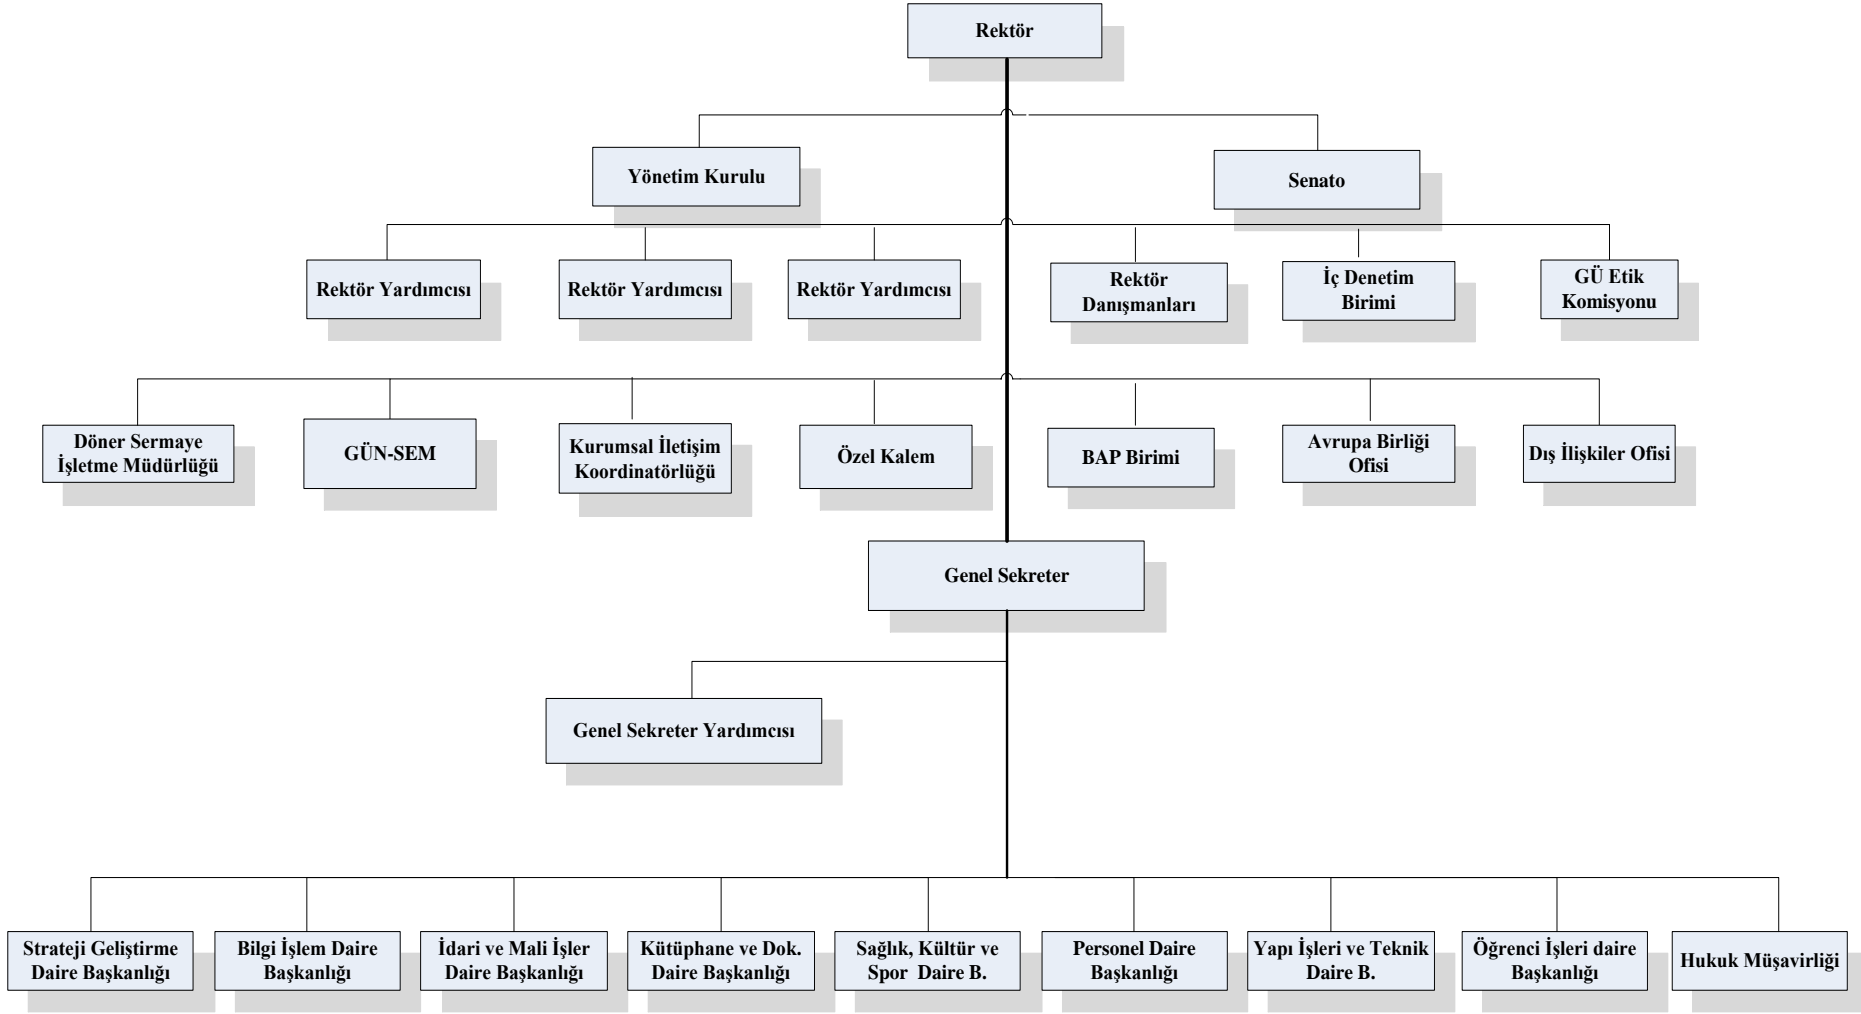 Rektör
Yönetim Kurulu
Senato
Rektör Yardımcısı
Rektör Yardımcısı
Rektör Yardımcısı
Rektör
Danışmanları
İç Denetim
Birimi
GÜ Etik
Komisyonu
Döner Sermaye
İşletme Müdürlüğü
GÜN-SEM
Kurumsal İletişim
Koordinatörlüğü
Özel Kalem
BAP Birimi
Avrupa Birliği
Ofisi
Dış İlişkiler Ofisi
Genel Sekreter
Genel Sekreter Yardımcısı
Strateji Geliştirme
Daire Başkanlığı
Bilgi İşlem Daire
Başkanlığı
İdari ve Mali İşler
Daire Başkanlığı
Kütüphane ve Dok.
Daire Başkanlığı
Sağlık, Kültür ve
Spor Daire B.
Personel Daire
Başkanlığı
Yapı İşleri ve Teknik
Daire B.
Öğrenci İşleri daire
Başkanlığı
Hukuk Müşavirliği